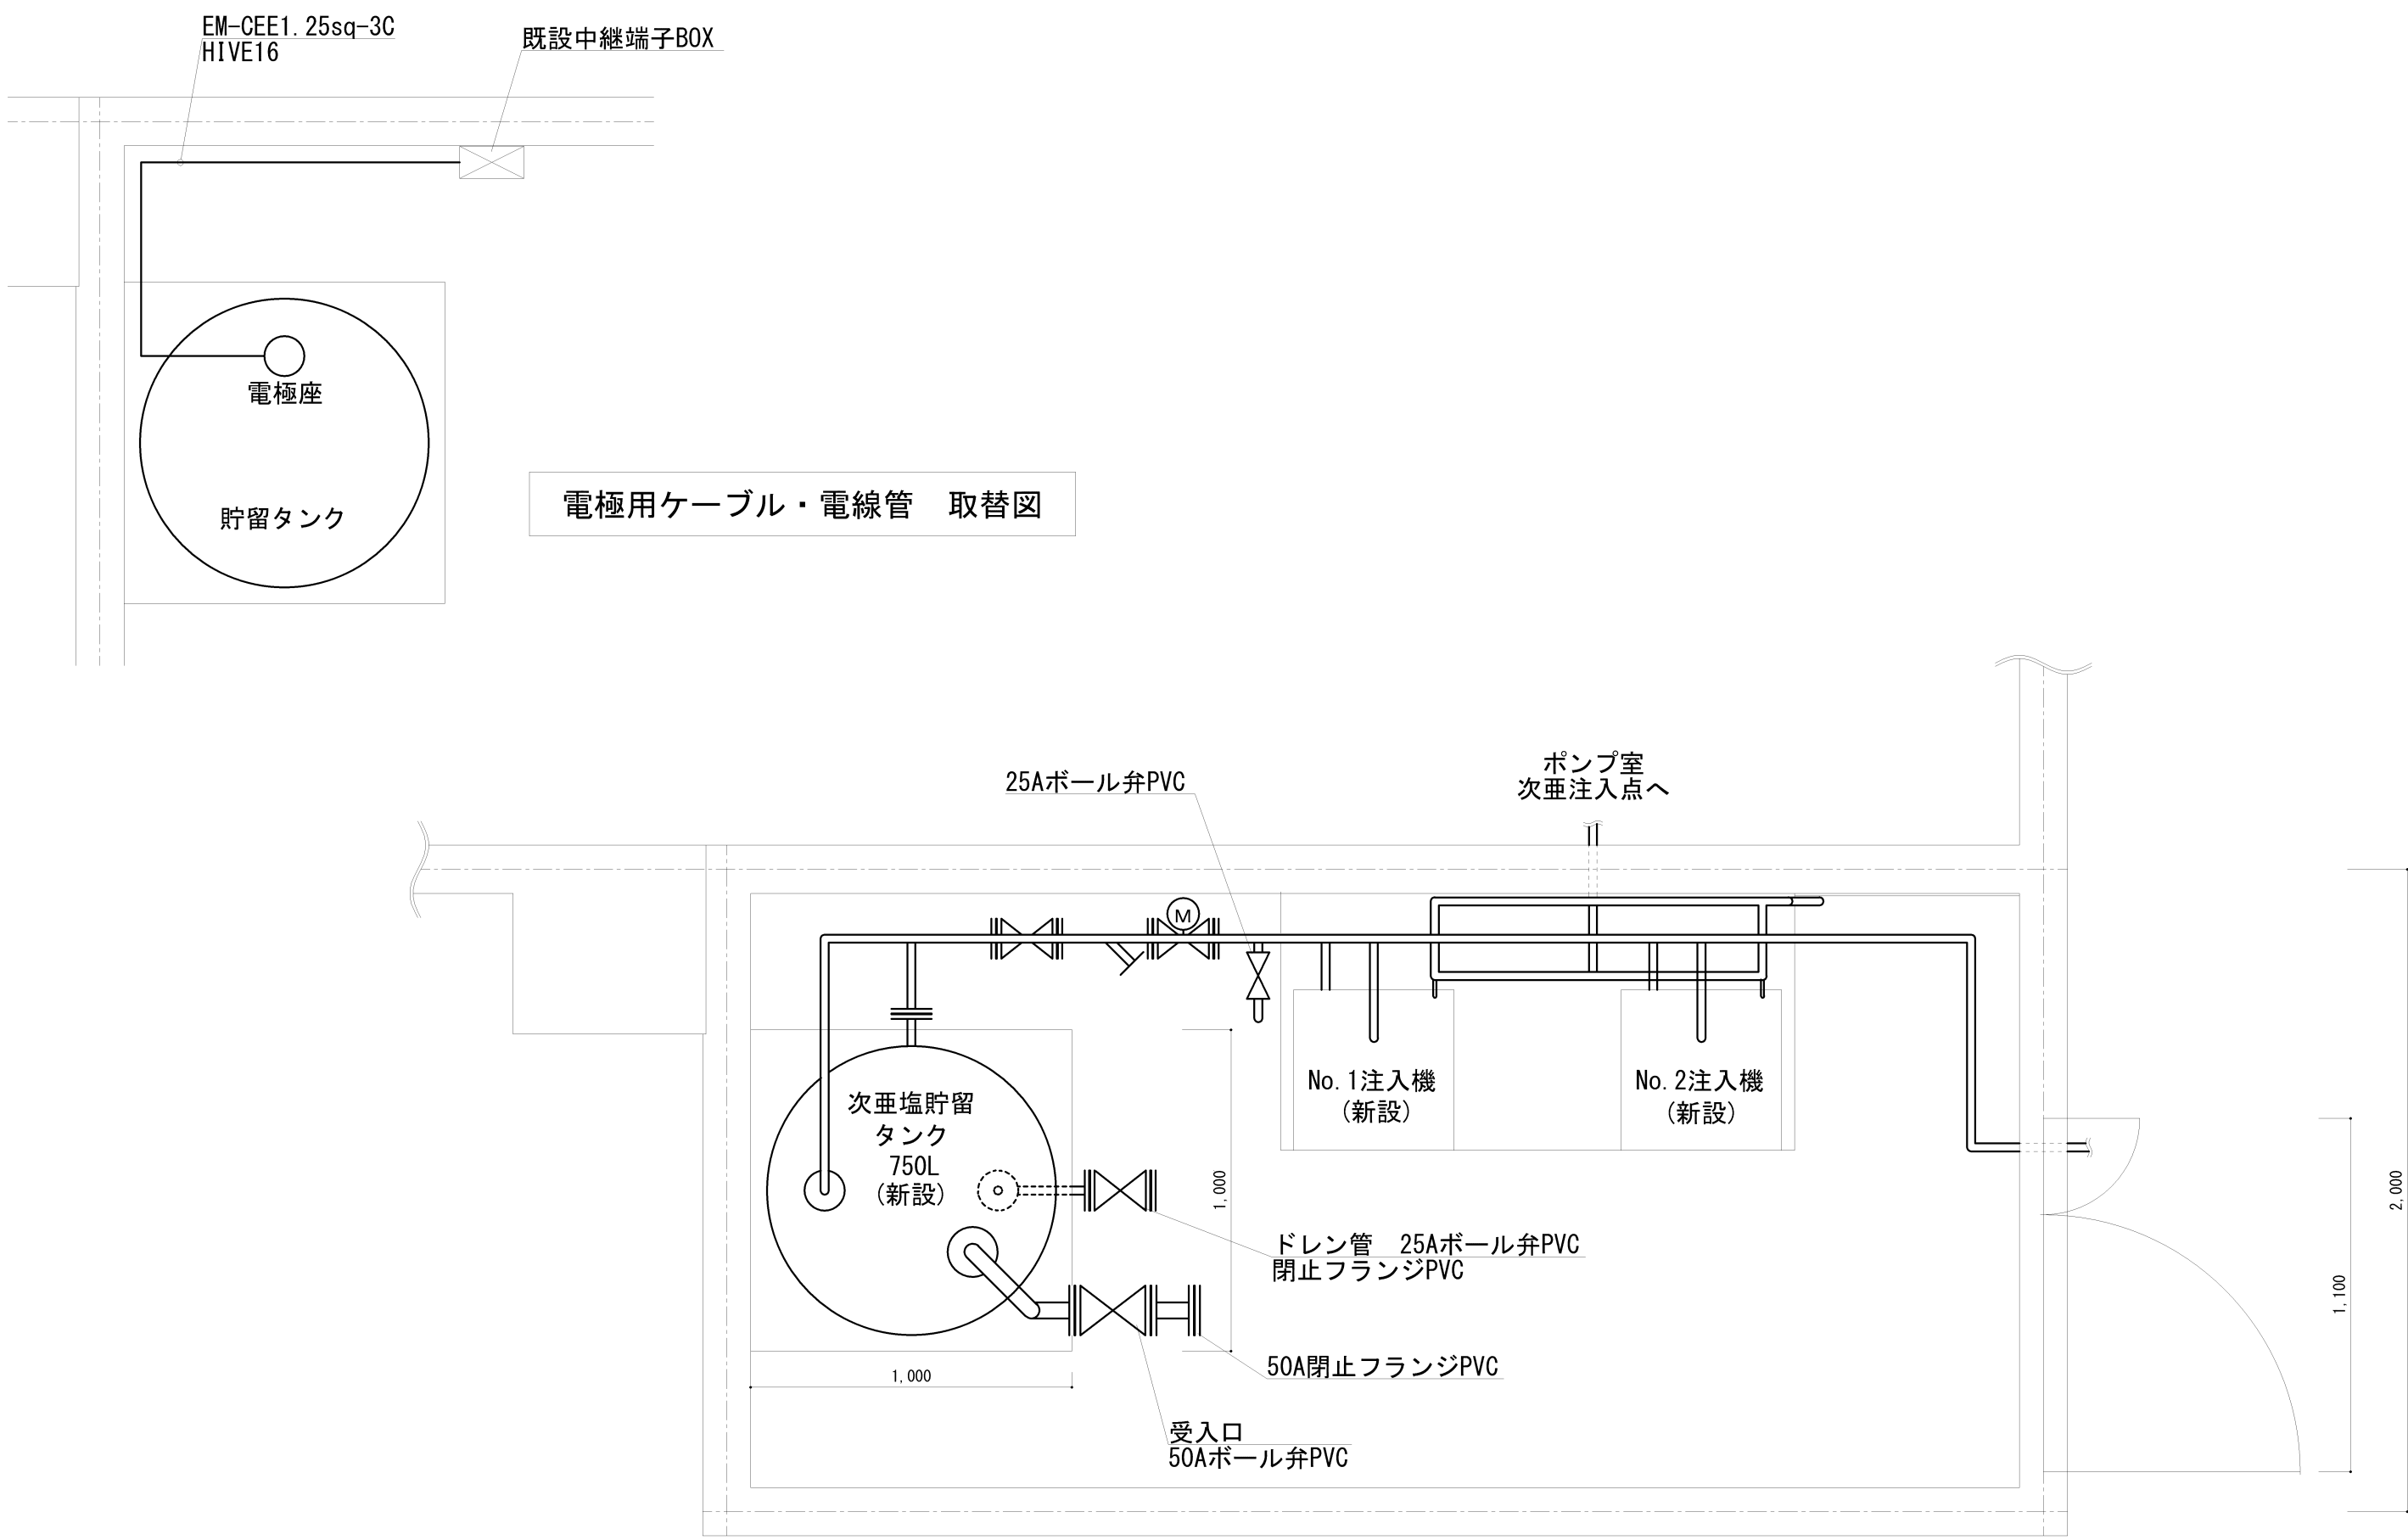 EM-CEE1.25sq-3C
HIVE16
既設中継端子BOX
電極座
貯留タンク
電極用ケーブル・電線管　取替図
ポンプ室
次亜注入点へ
25Aボール弁PVC
M
No.1注入機
(新設)
No.2注入機
(新設)
次亜塩貯留
タンク
750L
(新設)
1,000
2,000
ドレン管　25Aボール弁PVC
閉止フランジPVC
1,100
50A閉止フランジPVC
1,000
受入口
50Aボール弁PVC